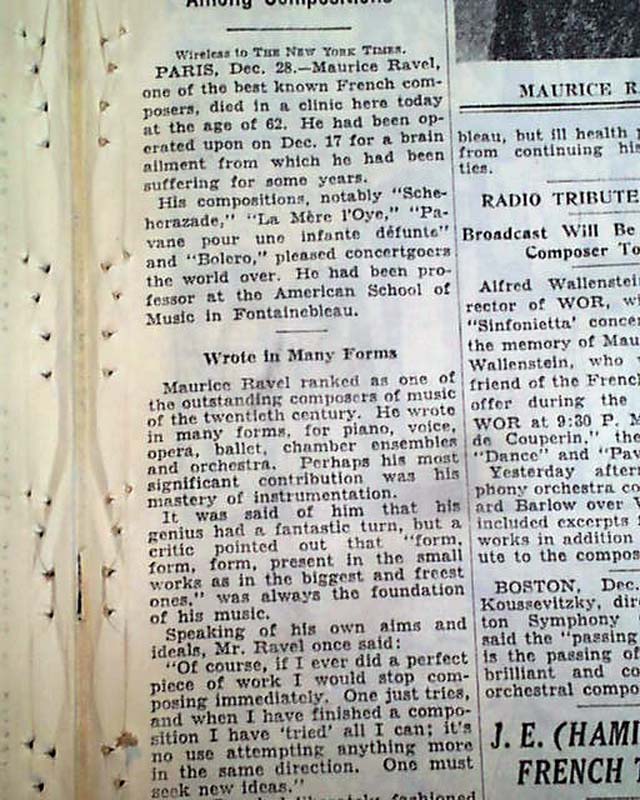 Among Compositions
Wireless to THE NEW YORK TIMES.
PARIS, Dec. 28.—Maurice Ravel,
one of the best known French com-
posers, died in a clinic here today
at the age of 62. He had been op-
erated upon on Dec. 17 for a brain
ailment from which he had been
suffering for some years.
His compositions, notably "Sche-
herazade," "La Mère l'Oye," "Pa-
vane pour une infante défunte"
and "Bolero," pleased concertgoers
the world over. He had been pro-
fessor at the American School of
Music in Fontainebleau.
Wrote in Many Forms
Maurice Ravel ranked as one of
the outstanding composers of music
of the twentieth century. He wrote
in many forms, for piano, voice,
opera, ballet, chamber ensembles
and orchestra. Perhaps his most
significant contribution was his
mastery of instrumentation.
It was said of him that his
genius had a fantastic turn, but a
critic pointed out that "form,
form, form, present in the small
works as in the biggest and freest
ones," was always the foundation
of his music.
Speaking of his own aims and
ideals, Mr. Ravel once said:
"Of course, if I ever did a perfect
piece of work I would stop com-
posing immediately. One just tries,
and when I have finished a compo-
sition I have 'tried' all I can; it's
no use attempting anything more
in the same direction. One must
seek new ideas."
liberately fashioned
MAURICE R
bleau, but ill health
from continuing his
ties.
RADIO TRIBUTE
Broadcast Will Be
Composer To
Alfred Wallenstein
rector of WOR, wi
"Sinfonietta' concer
the memory of Mau
Wallenstein, who
friend of the French
offer during the
WOR at 9:30 P. M
de Couperin," the
"Dance" and "Pav
Yesterday aftern
phony orchestra co
ard Barlow over W
included excerpts
works in addition
ute to the compos
BOSTON, Dec.
Koussevitzky, dire
ton Symphony
said the "passing
is the passing of
brilliant and co
orchestral compo
J. E. (HAMI
FRENCH T